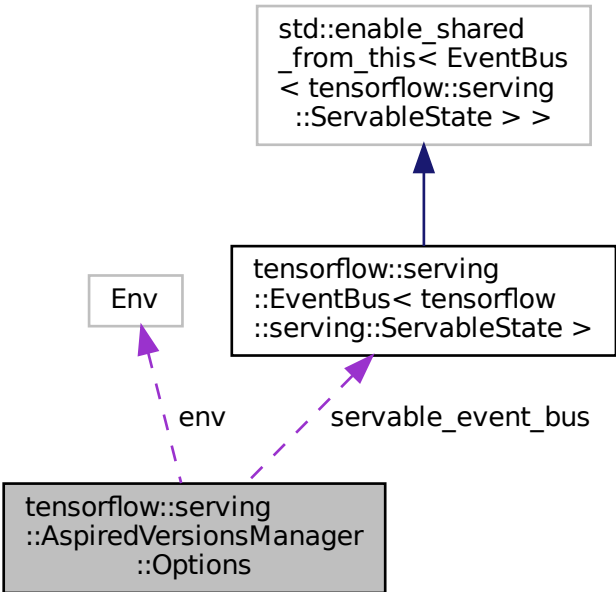 std::enable_shared
_from_this< EventBus
< tensorflow::serving
::ServableState > >
tensorflow::serving
::EventBus< tensorflow
::serving::ServableState >
Env
env
servable_event_bus
tensorflow::serving
::AspiredVersionsManager
::Options